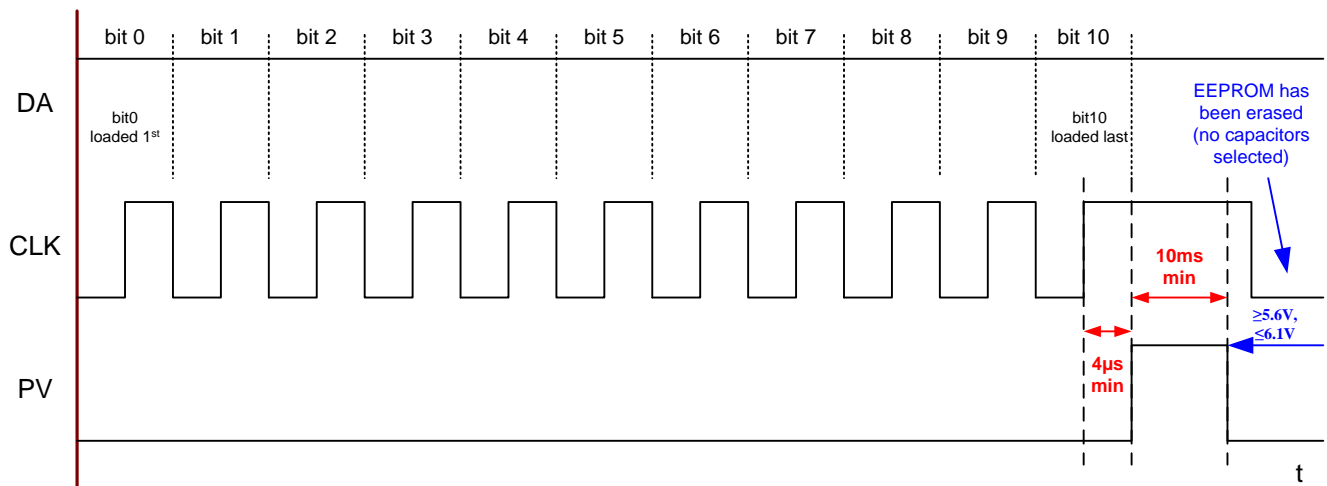 bit 0 bit 1 bit 2 bit 3 bit 4 bit 5 bit 6 bit 7 bit 8 bit 9 bit 10
DA
bit0
loaded 1st
bit10
loaded last
EEPROM has
been erased
(no capacitors
selected)
CLK
10ms
min
≥5.6V,
≤6.1V
4µs
min
PV
t